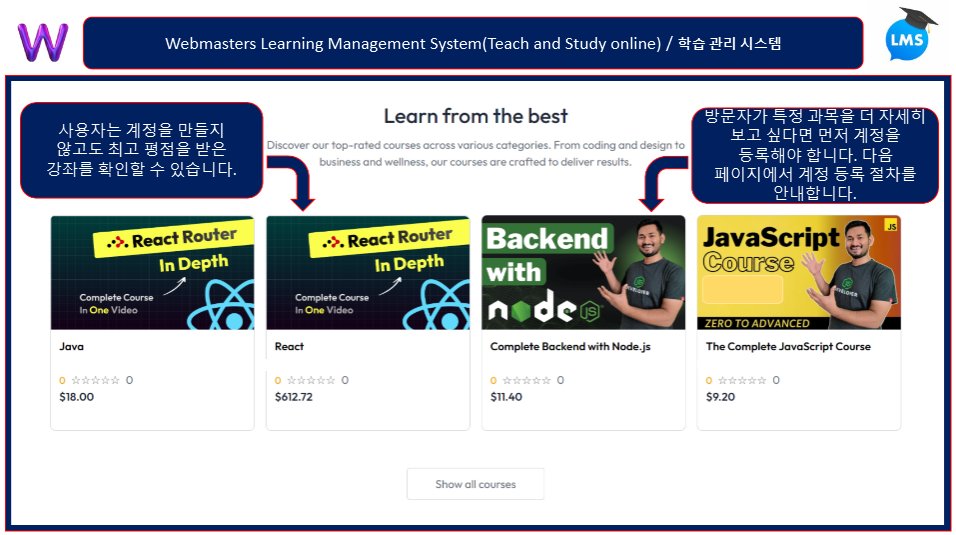 W
Webmasters Learning Management System(Teach and Study online) / 학습 관리 시스템
LMS
사용자는 계정을 만들지
않고도 최고 평점을 받은
강좌를 확인할 수 있습니다.
Learn from the best
Discover our top-rated courses across various categories. From coding and design to
business and wellness, our courses are crafted to deliver results.
방문자가 특정 과목을 더 자세히
보고 싶다면 먼저 계정을
등록해야 합니다. 다음
페이지에서 계정 등록 절차를
안내합니다.
React Router
In Depth
Complete Course
In One Video
Java
0 ☆☆☆☆☆ 0
$18.00
React Router
In Depth
Complete Course
In One Video
React
0 ☆☆☆☆☆ 0
$612.72
Backend
with
node
JS
Complete Backend with Node.js
0 ☆☆☆☆☆ 0
$11.40
JavaScript
Course
JS
ZERO TO ADVANCED
The Complete JavaScript Course
0 ☆☆☆☆☆ 0
$9.20
Show all courses